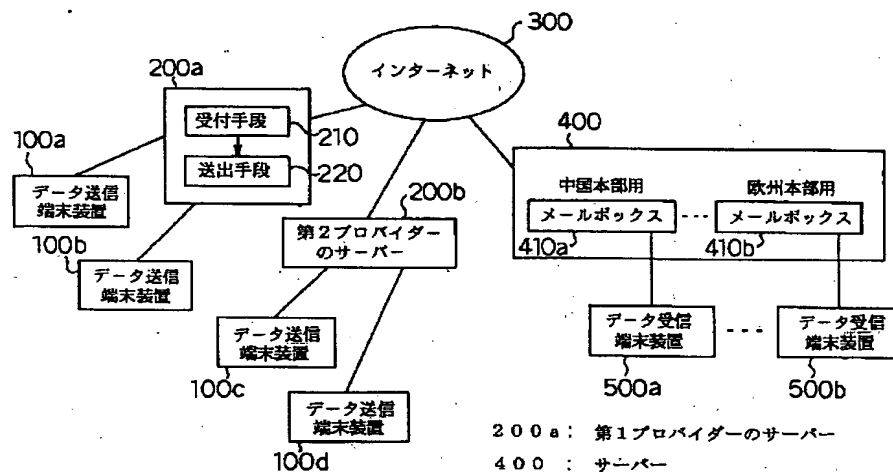 300
インターネット
200a
受付手段
210
送出手段
220
100a
データ送信
端末装置
100b
データ送信
端末装置
200b
第2プロバイダー
のサーバー
100c
データ送信
端末装置
100d
データ送信
端末装置
400
中国本部用
欧州本部用
メールボックス
メールボックス
410a
410b
データ受信
端末装置
データ受信
端末装置
500a
500b
200a: 第1プロバイダーのサーバー
400 : サーバー